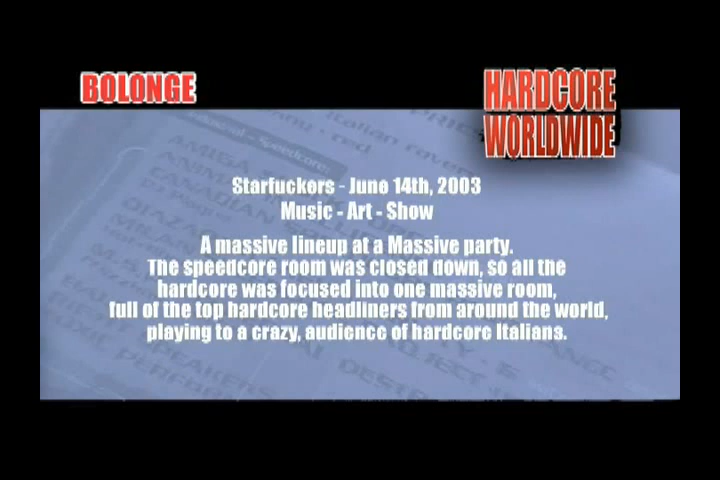 BOLONGE
HARDCORE
WORLDWIDE
Starfuckers - June 14th, 2003
Music - Art - Show
A massive lineup at a Massive party.
The speedcore room was closed down, so all the
hardcore was focused into one massive room,
full of the top hardcore headliners from around the world,
playing to a crazy, audience of hardcore Italians.